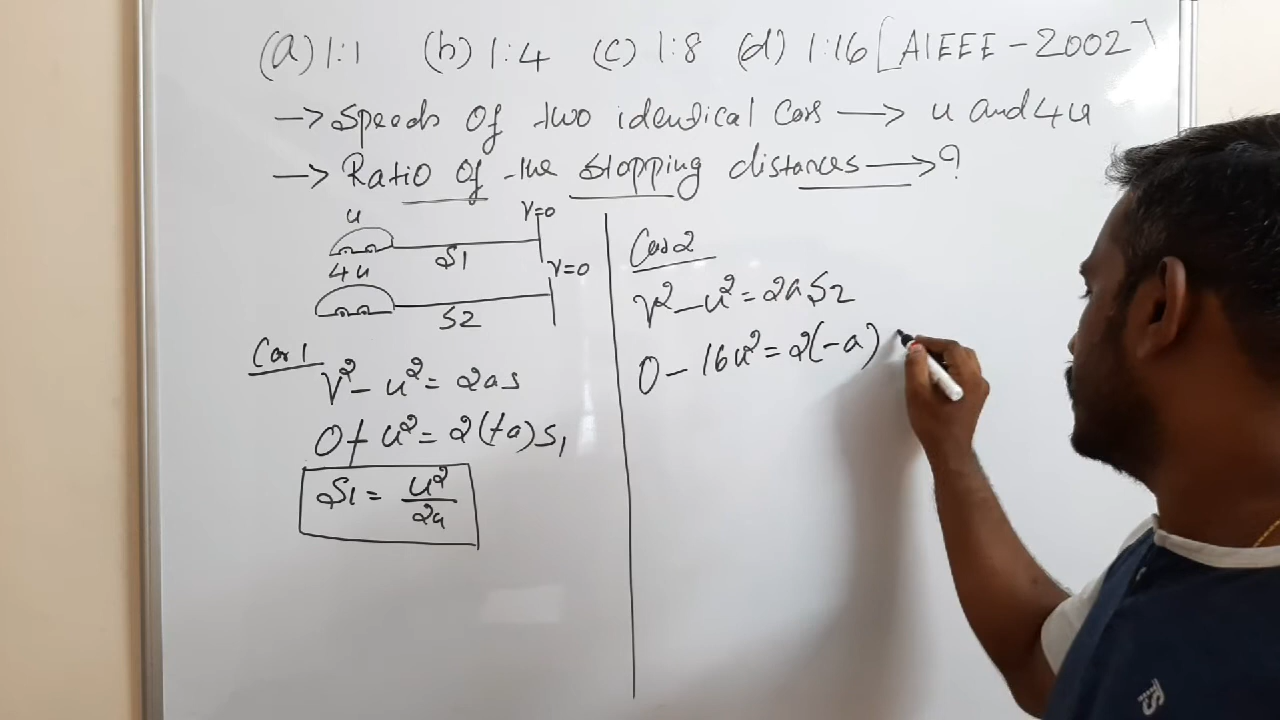 (a) 1:1 (b) 1:4 (c) 1:8 (d) 1:16 [AIEEE - 2002]
→ Speeds of two identical cars → u and 4u
→ Ratio of the stopping distances → ?
u
V=0
S1
4u
V=0
S2
Car 1
V² - u² = 2as
0 + u² = 2(+a)S₁
S1 = u²/2a
Car 2
V² - u² = 2aS2
0 - 16u² = 2(-a)